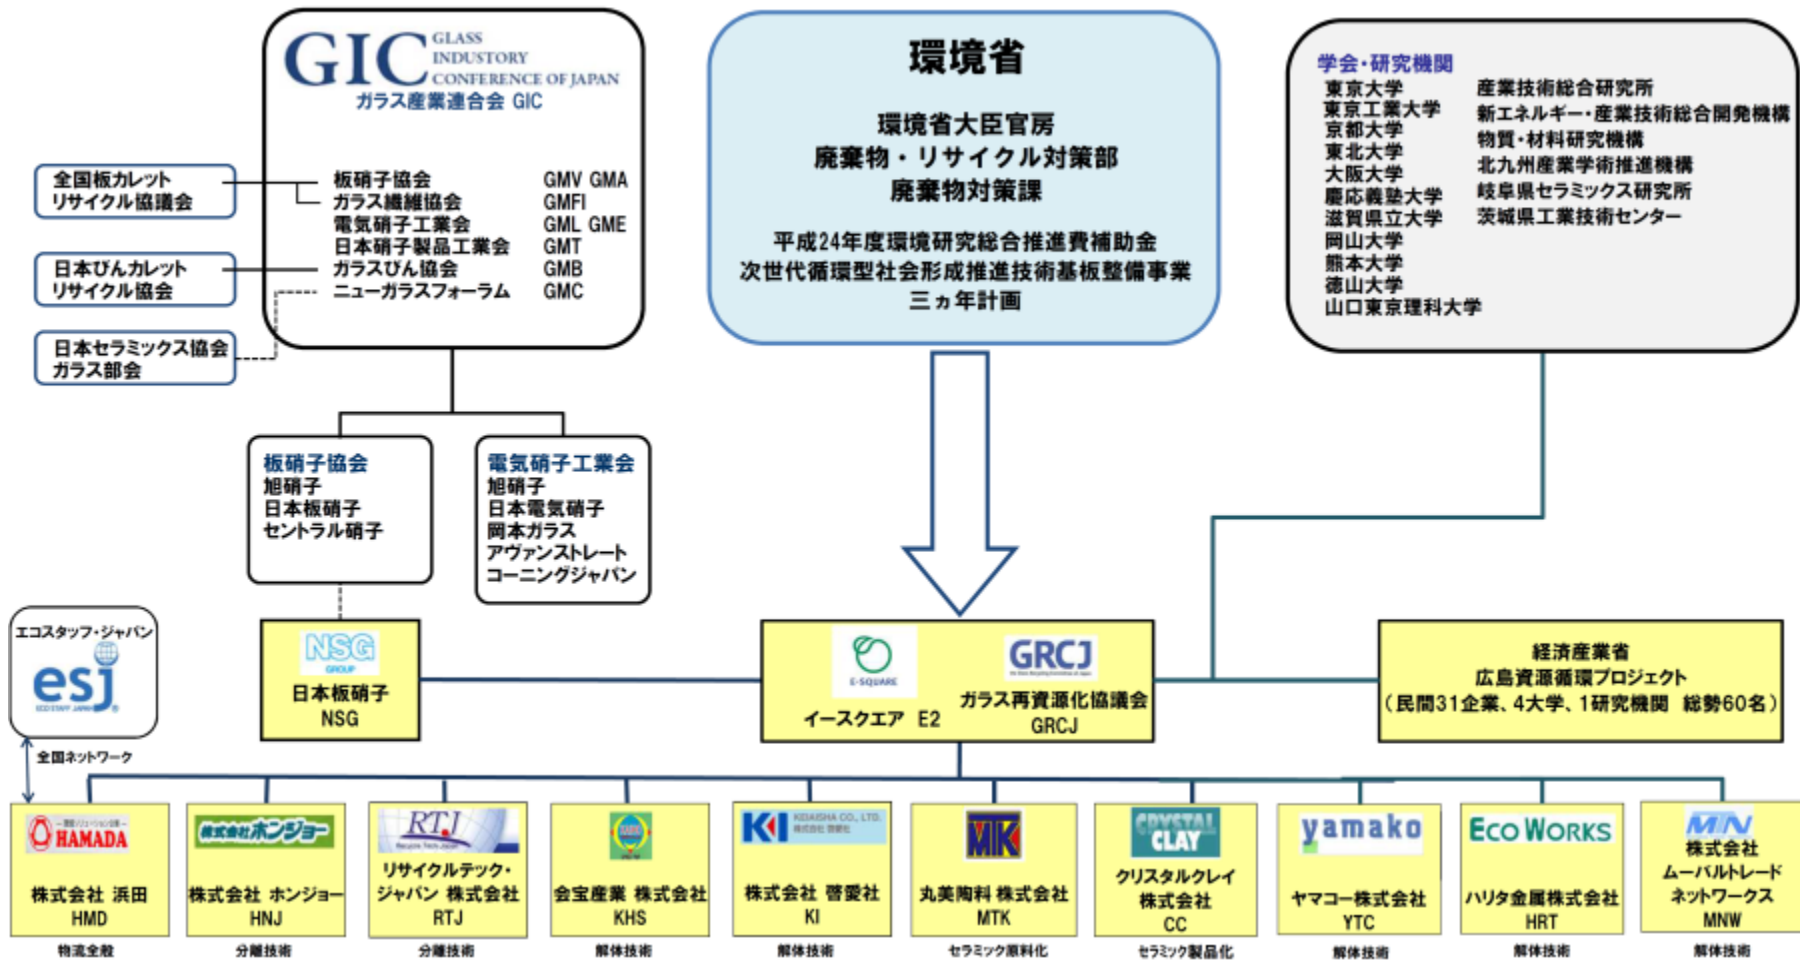 GIC GLASS
INDUSTORY
CONFERENCE OF JAPAN
ガラス産業連合会 GIC
板硝子協会 GMV GMA
ガラス繊維協会 GMFI
電気硝子工業会 GML GME
日本硝子製品工業会 GMT
ガラスびん協会 GMB
ニューガラスフォーラム GMC
全国板カレット
リサイクル協議会
日本びんカレット
リサイクル協会
日本セラミックス協会
ガラス部会
環境省
環境省大臣官房
廃棄物・リサイクル対策部
廃棄物対策課
平成24年度環境研究総合推進費補助金
次世代循環型社会形成推進技術基板整備事業
三ヵ年計画
学会・研究機関
東京大学
東京工業大学
京都大学
東北大学
大阪大学
慶応義塾大学
滋賀県立大学
岡山大学
熊本大学
徳山大学
山口東京理科大学
産業技術総合研究所
新エネルギー・産業技術総合開発機構
物質・材料研究機構
北九州産業学術推進機構
岐阜県セラミックス研究所
茨城県工業技術センター
板硝子協会
旭硝子
日本板硝子
セントラル硝子
電気硝子工業会
旭硝子
日本電気硝子
岡本ガラス
アヴァンストレート
コーニングジャパン
エコスタッフ・ジャパン
esj
ECO STAFF JAPAN ®
全国ネットワーク
NSG
GROUP
日本板硝子
NSG
E-SQUARE
イースクエア E2
GRCJ
ガラス再資源化協議会
GRCJ
経済産業省
広島資源循環プロジェクト
（民間31企業、4大学、1研究機関 総勢60名）
HAMADA
株式会社 浜田
HMD
物流全般
株式会社ホンジョー
株式会社 ホンジョー
HNJ
分離技術
RTJ
Recycle Tech Japan
リサイクルテック・
ジャパン 株式会社
RTJ
分離技術
会宝産業 株式会社
KHS
解体技術
KI KEIAISHA CO., LTD.
株式会社 啓愛社
株式会社 啓愛社
KI
解体技術
MTK
丸美陶料 株式会社
MTK
セラミック原料化
CRYSTAL
CLAY
クリスタルクレイ
株式会社
CC
セラミック製品化
yamako
ヤマコー株式会社
YTC
解体技術
ECO WORKS
ハリタ金属株式会社
HRT
解体技術
MN
株式会社
ムーバルトレード
ネットワークス
MNW
解体技術